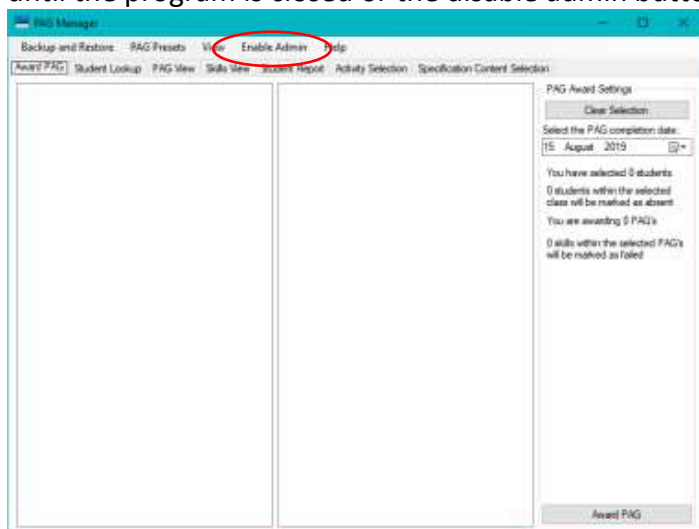 until the program is closed or the disable admin butto
PAG Manager
Backup and Restore PAG Presets View Enable Admin Help
Award PAG Student Lookup PAG View Skills View Student Report Activity Selection Specification Content Selection
PAG Award Settings
Clear Selection
Select the PAG completion date:
15 August 2019
You have selected 0 students
0 students within the selected
class will be marked as absent
You are awarding 0 PAG's
0 skills within the selected PAG's
will be marked as failed
Award PAG